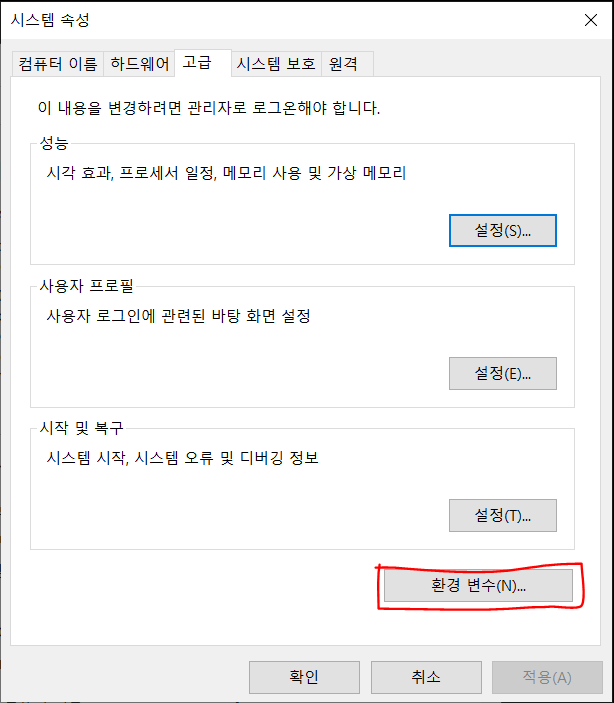 시스템 속성
컴퓨터 이름 하드웨어 고급 시스템 보호 원격
이 내용을 변경하려면 관리자로 로그온해야 합니다.
성능
시각 효과, 프로세서 일정, 메모리 사용 및 가상 메모리
설정(S)...
사용자 프로필
사용자 로그인에 관련된 바탕 화면 설정
설정(E)...
시작 및 복구
시스템 시작, 시스템 오류 및 디버깅 정보
설정(T)...
환경 변수(N)...
확인 취소 적용(A)